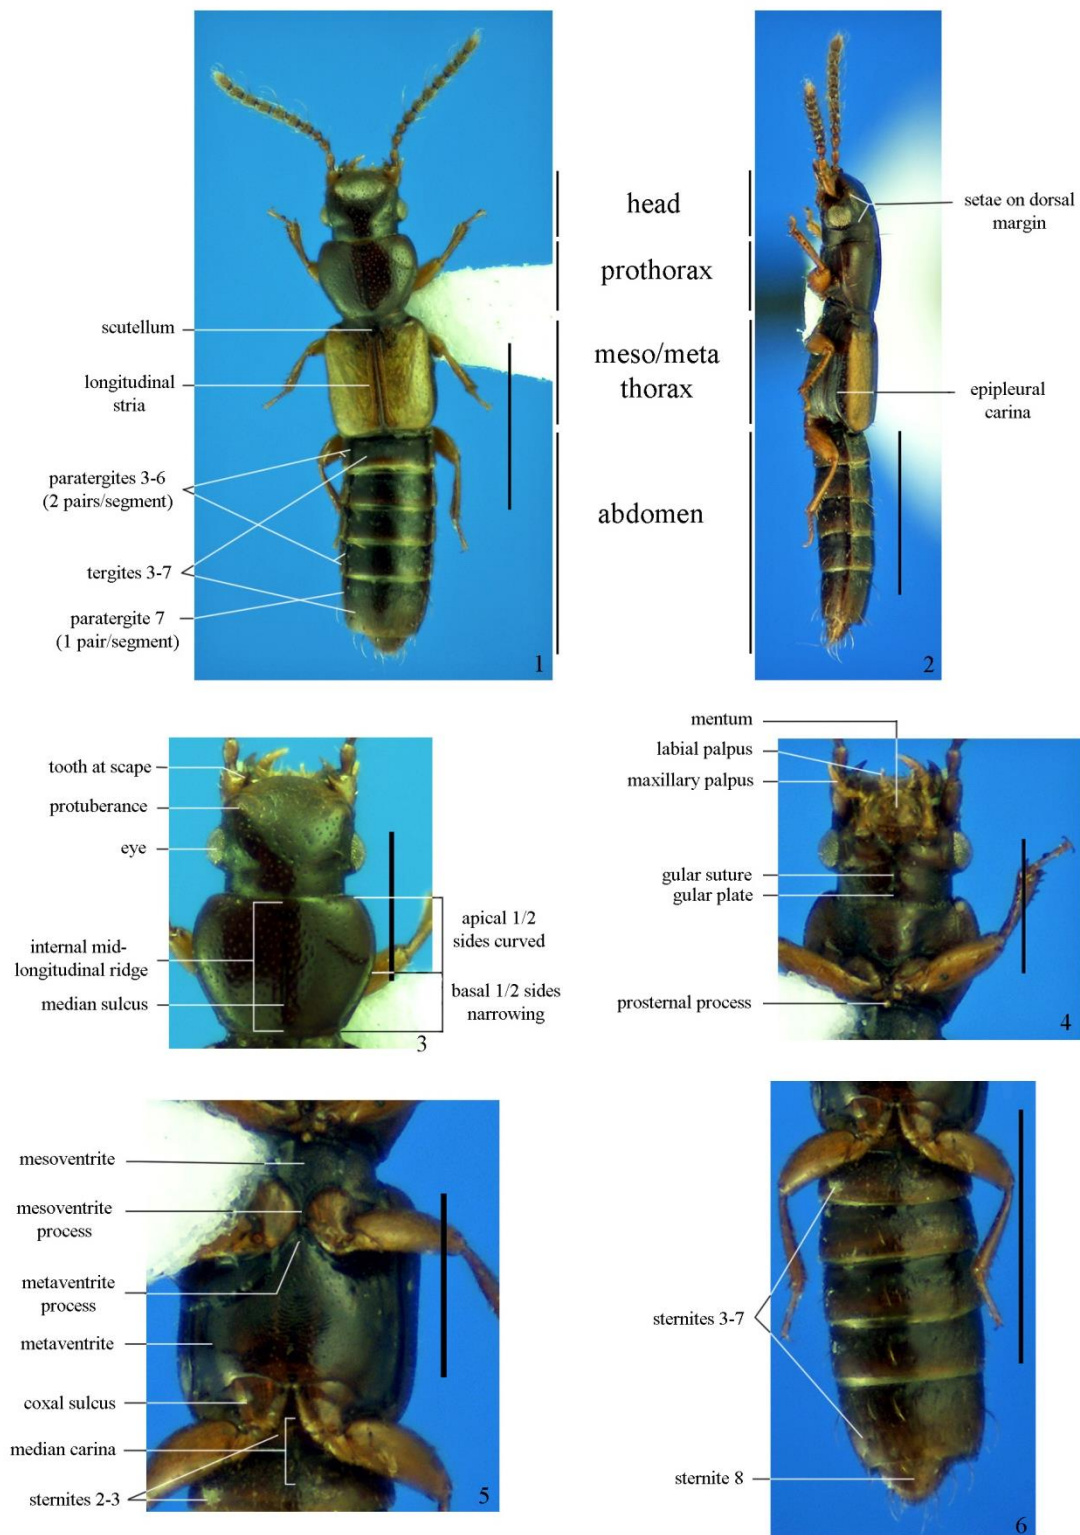 head
prothorax
meso/meta
thorax
abdomen
scutellum
longitudinal
stria
paratergites 3-6
(2 pairs/segment)
tergites 3-7
paratergite 7
(1 pair/segment)
1
setae on dorsal
margin
epipleural
carina
2
tooth at scape
protuberance
eye
internal mid-
longitudinal ridge
median sulcus
apical 1/2
sides curved
basal 1/2 sides
narrowing
3
mentum
labial palpus
maxillary palpus
gular suture
gular plate
prosternal process
4
mesoventrite
mesoventrite
process
metaventrite
process
metaventrite
coxal sulcus
median carina
sternites 2-3
5
sternites 3-7
sternite 8
6